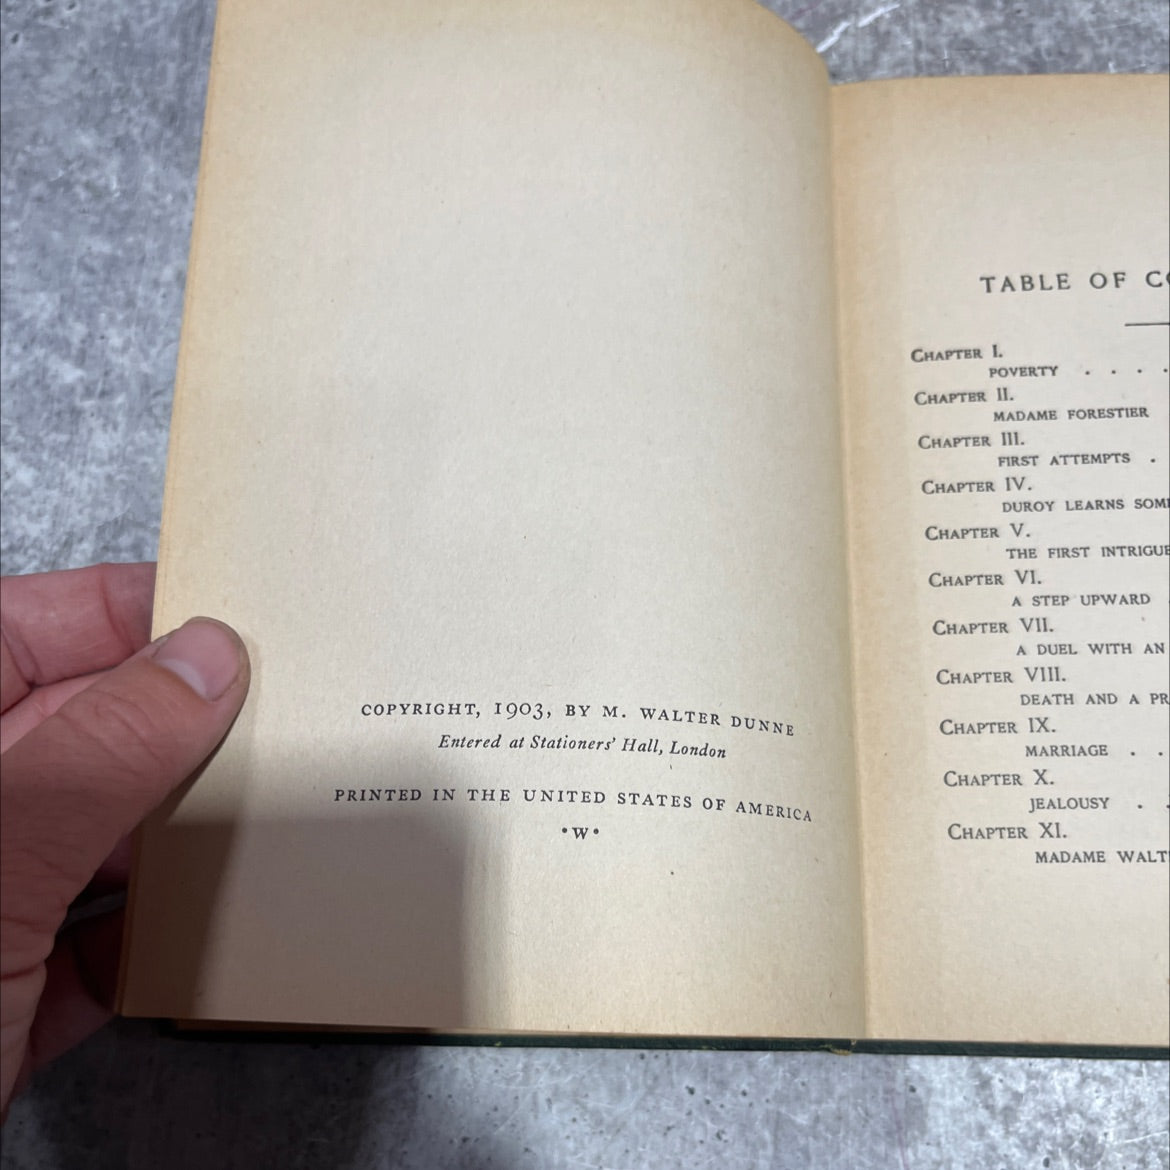 COPYRIGHT, 1903, BY M. WALTER DUNNE
Entered at Stationers' Hall, London
PRINTED IN THE UNITED STATES OF AMERICA
• W •
TABLE OF
CHAPTER I.
POVERTY . . . .
CHAPTER II.
MADAME FORESTIER
CHAPTER III.
FIRST ATTEMPTS .
CHAPTER IV.
DUROY LEARNS
CHAPTER V.
THE FIRST INTRIGUE
CHAPTER VI.
A STEP UPWARD
CHAPTER VII.
A DUEL WITH AN
CHAPTER VIII.
DEATH AND A
CHAPTER IX.
MARRIAGE . .
CHAPTER X.
JEALOUSY . .
CHAPTER XI.
MADAME